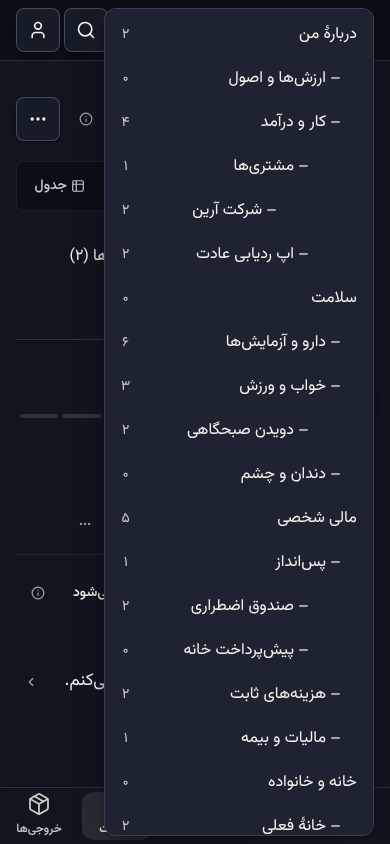 دربارهٔ من ۲
– ارزش‌ها و اصول ۰
– کار و درآمد ۴
– مشتری‌ها ۱
– شرکت آرین ۲
– اپ ردیابی عادت ۲
سلامت ۰
– دارو و آزمایش‌ها ۶
– خواب و ورزش ۳
– دویدن صبحگاهی ۲
– دندان و چشم ۰
مالی شخصی ۵
– پس‌انداز ۱
– صندوق اضطراری ۲
– پیش‌پرداخت خانه ۰
– هزینه‌های ثابت ۲
– مالیات و بیمه ۱
خانه و خانواده ۰
– خانهٔ فعلی ۲
جدول
ها (۲)
...
ی‌شود
ی‌کنم.
خروجی‌ها